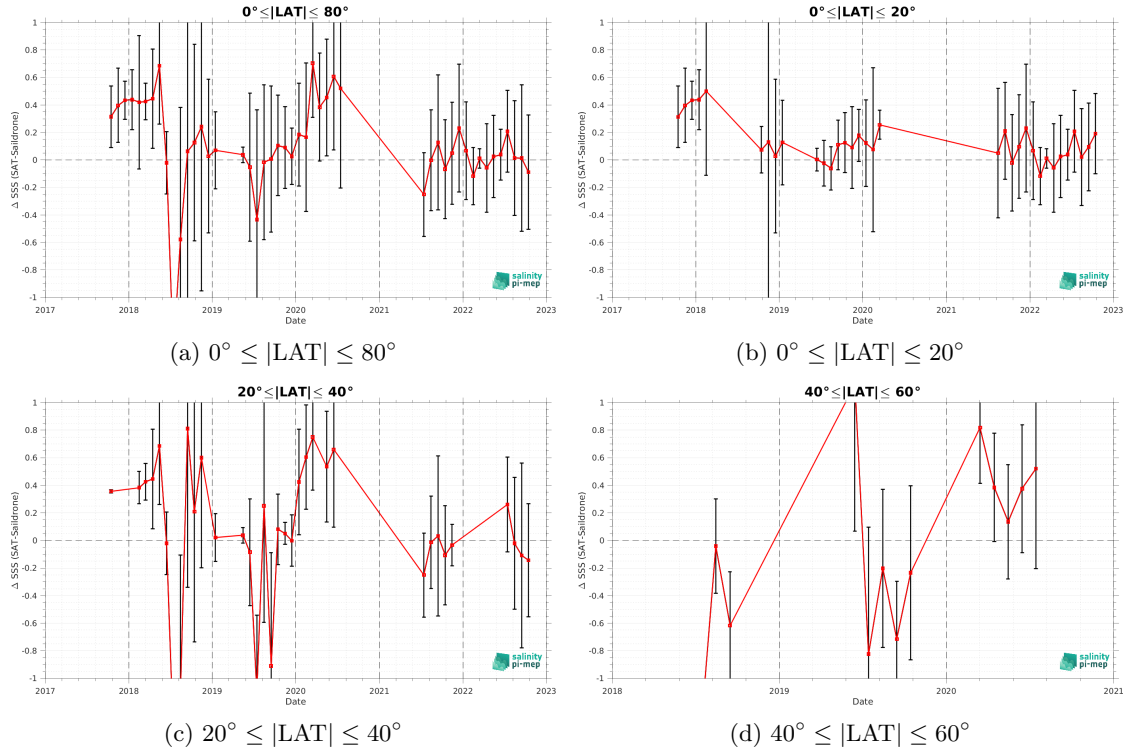 0°≤|LAT|≤ 80°
Δ SSS (SAT-Saildrone)
1
0.8
0.6
0.4
0.2
0
-0.2
-0.4
-0.6
-0.8
-1
2017
2018
2019
2020
2021
2022
2023
Date
salinity
pi-mep
(a) 0° ≤ |LAT| ≤ 80°
0°≤|LAT|≤ 20°
Δ SSS (SAT-Saildrone)
1
0.8
0.6
0.4
0.2
0
-0.2
-0.4
-0.6
-0.8
-1
2017
2018
2019
2020
2021
2022
2023
Date
salinity
pi-mep
(b) 0° ≤ |LAT| ≤ 20°
20°≤|LAT|≤ 40°
Δ SSS (SAT-Saildrone)
1
0.8
0.6
0.4
0.2
0
-0.2
-0.4
-0.6
-0.8
-1
2017
2018
2019
2020
2021
2022
2023
Date
salinity
pi-mep
(c) 20° ≤ |LAT| ≤ 40°
40°≤|LAT|≤ 60°
Δ SSS (SAT-Saildrone)
1
0.8
0.6
0.4
0.2
0
-0.2
-0.4
-0.6
-0.8
-1
2018
2019
2020
2021
Date
salinity
pi-mep
(d) 40° ≤ |LAT| ≤ 60°